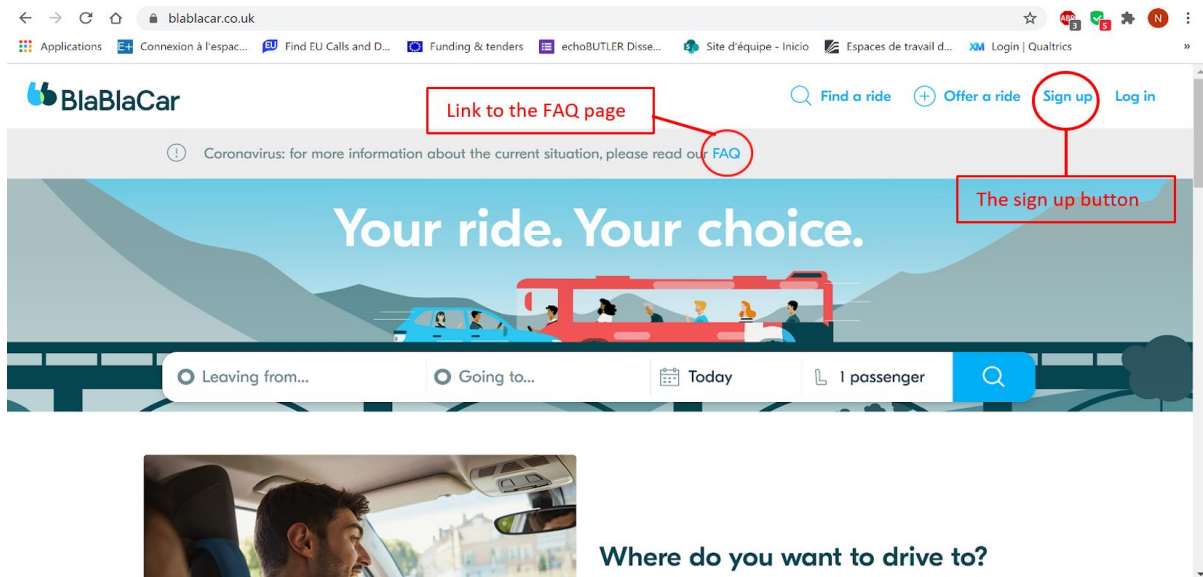 blablacar.co.uk
ABP
3
5
N
Applications
Connexion à l'espac...
Find EU Calls and D...
Funding & tenders
echoBUTLER Disse...
Site d'équipe - Inicio
Espaces de travail d...
Login | Qualtrics
»
BlaBlaCar
Link to the FAQ page
Find a ride
Offer a ride
Sign up
Log in
Coronavirus: for more information about the current situation, please read our FAQ
The sign up button
Your ride. Your choice.
Leaving from...
Going to...
Today
1 passenger
Where do you want to drive to?